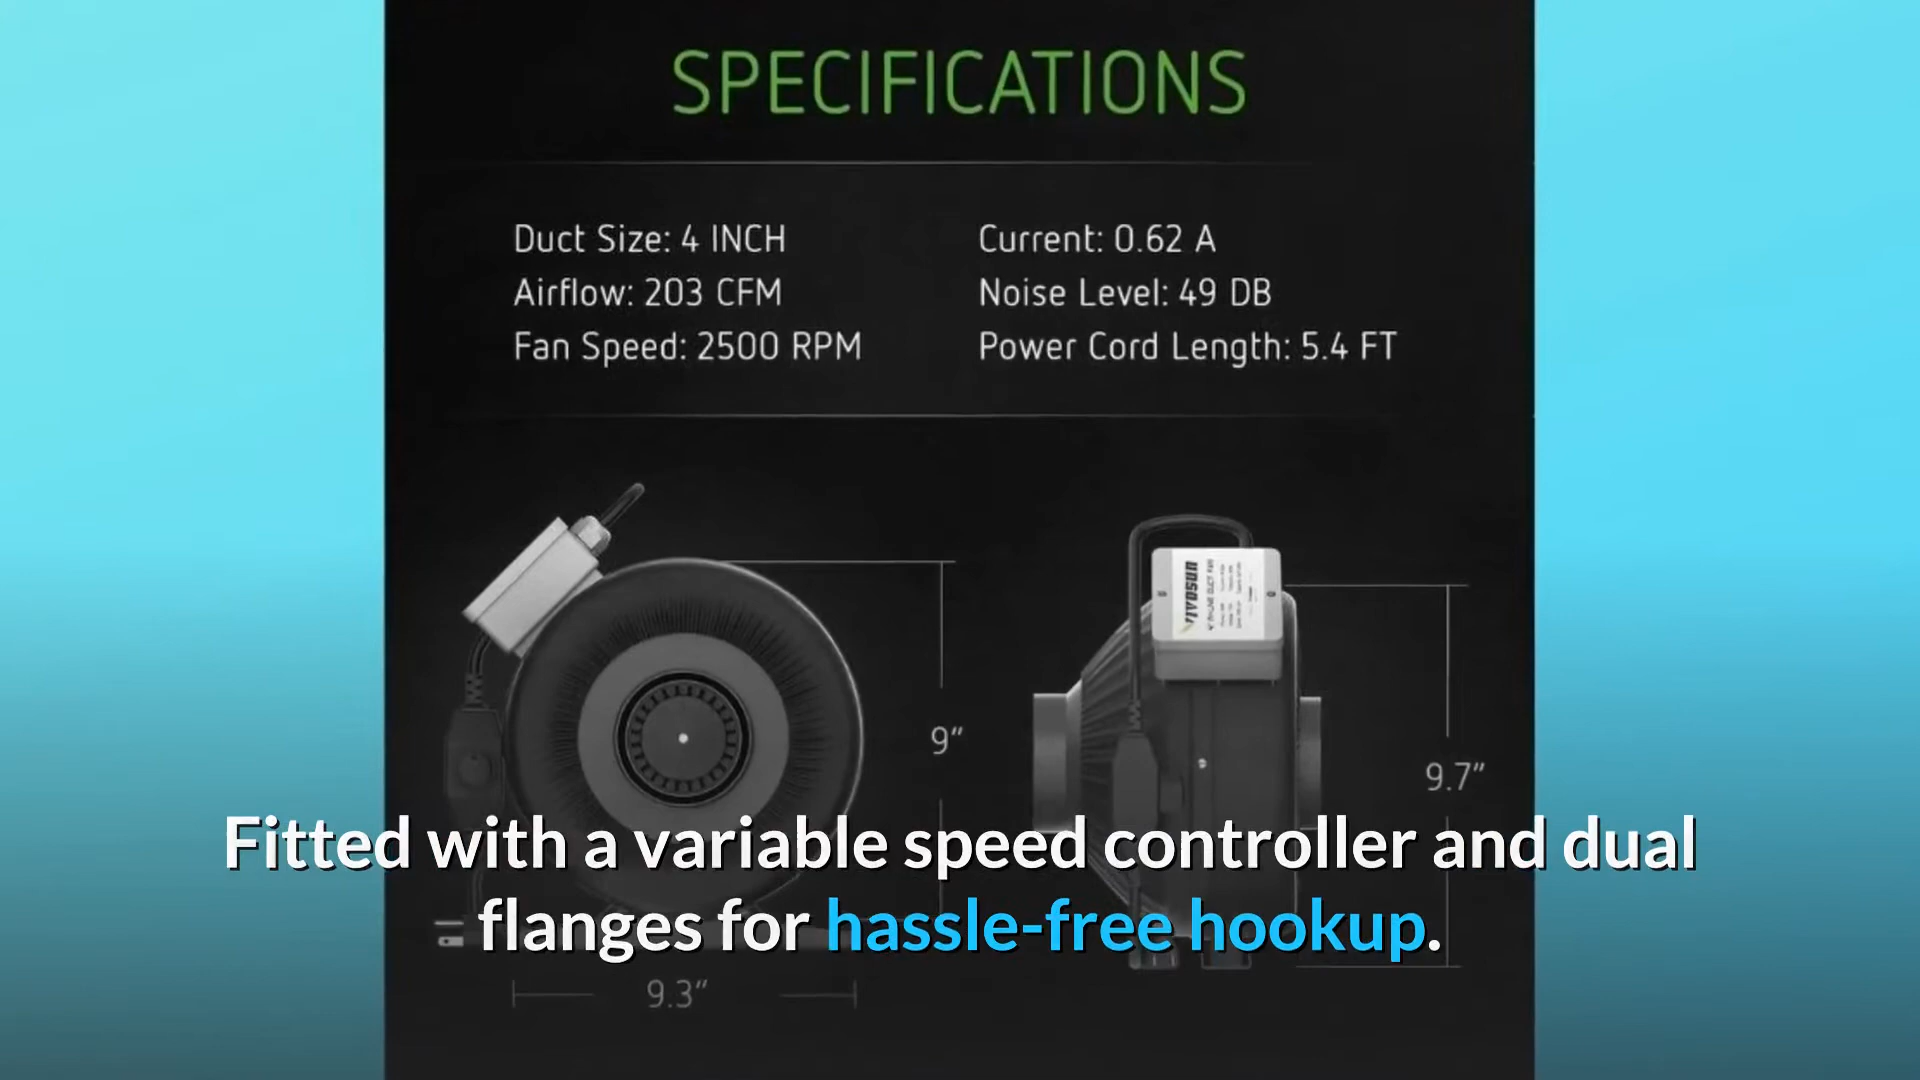 SPECIFICATIONS
Duct Size: 4 INCH
Airflow: 203 CFM
Fan Speed: 2500 RPM
Current: 0.62 A
Noise Level: 49 DB
Power Cord Length: 5.4 FT
VIVOSUN
9”
9.7”
Fitted with a variable speed controller and dual
flanges for hassle-free hookup.
9.3”